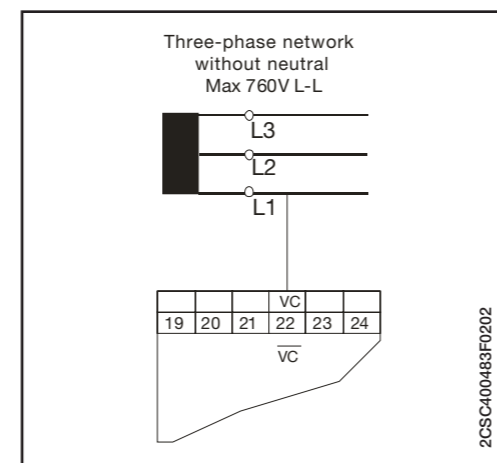 Three-phase network
without neutral
Max 760V L-L
L3
L2
L1
VC
19 20 21 22 23 24
VC
2CSC400483F0202